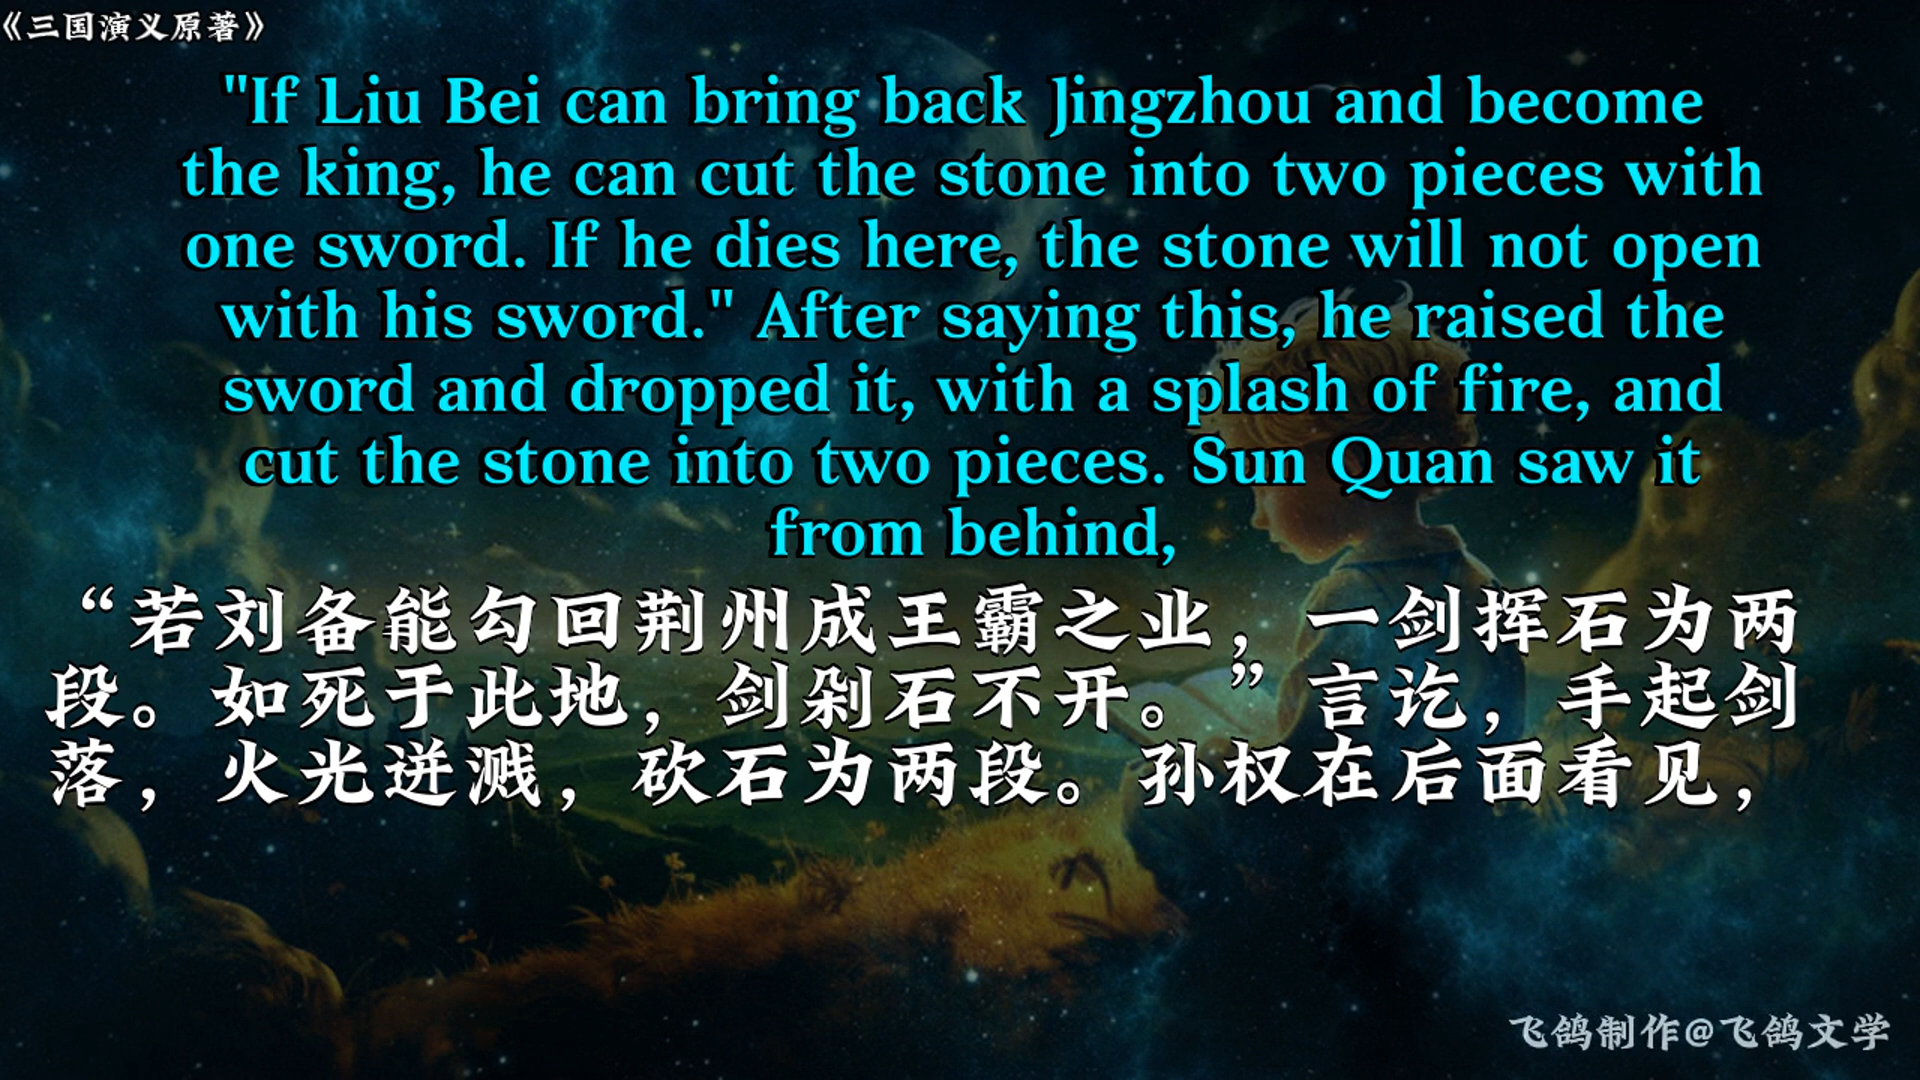 《三国演义原著》
"If Liu Bei can bring back Jingzhou and become
the king, he can cut the stone into two pieces with
one sword. If he dies here, the stone will not open
with his sword." After saying this, he raised the
sword and dropped it, with a splash of fire, and
cut the stone into two pieces. Sun Quan saw it
from behind,
“若刘备能勾回荆州成王霸之业，一剑挥石为两
段。如死于此地，剑剁石不开。”言讫，手起剑
落，火光迸溅，砍石为两段。孙权在后面看见，
飞鸽制作@飞鸽文学